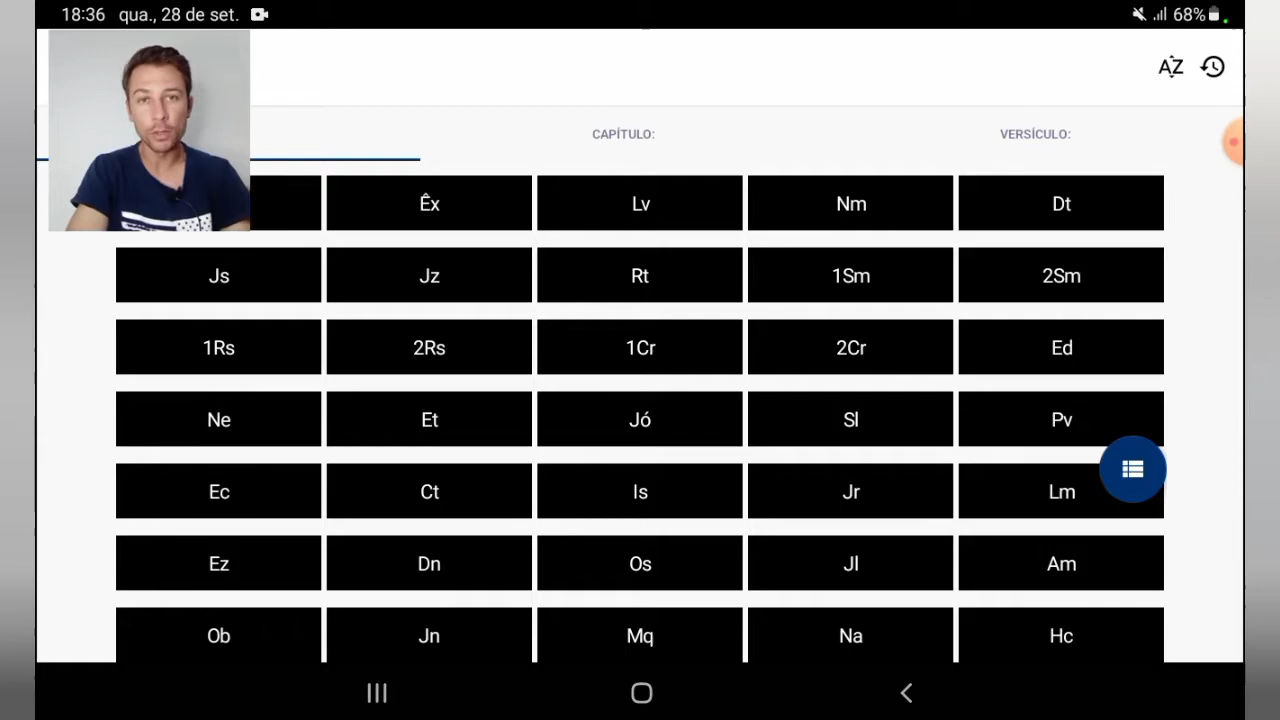 18:36 qua., 28 de set. 68%
AZ
CAPÍTULO: VERSÍCULO:
Êx Lv Nm Dt
Js Jz Rt 1Sm 2Sm
1Rs 2Rs 1Cr 2Cr Ed
Ne Et Jó Sl Pv
Ec Ct Is Jr Lm
Ez Dn Os Jl Am
Ob Jn Mq Na Hc